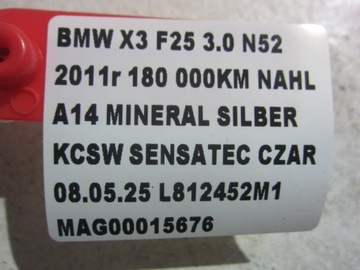 BMW X3 F25 3.0 N52
2011r 180 000KM NAHL
A14 MINERAL SILBER
KCSW SENSATEC CZAR
08.05.25 L812452M1
MAG00015676